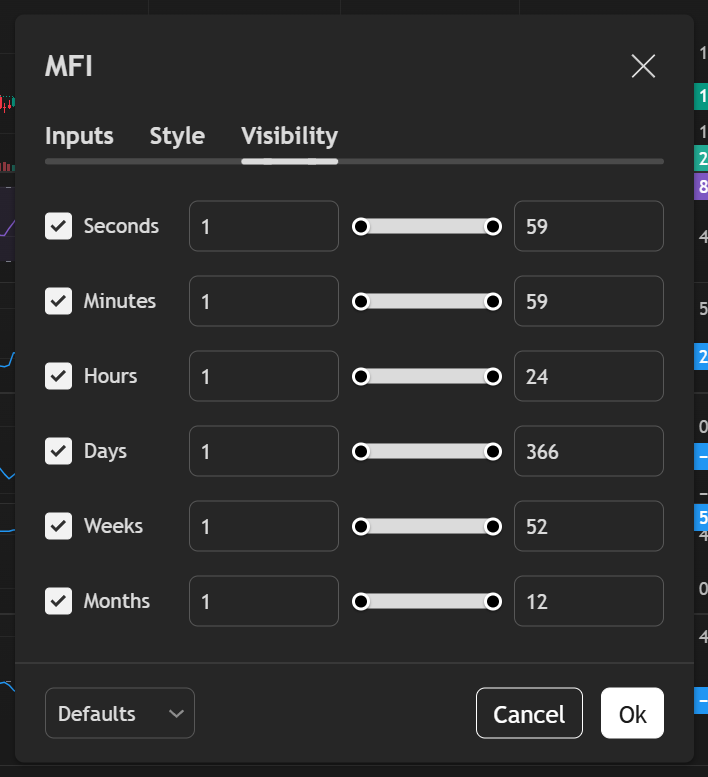 MFI
Inputs Style Visibility
Seconds 1 59
Minutes 1 59
Hours 1 24
Days 1 366
Weeks 1 52
Months 1 12
Defaults Cancel Ok